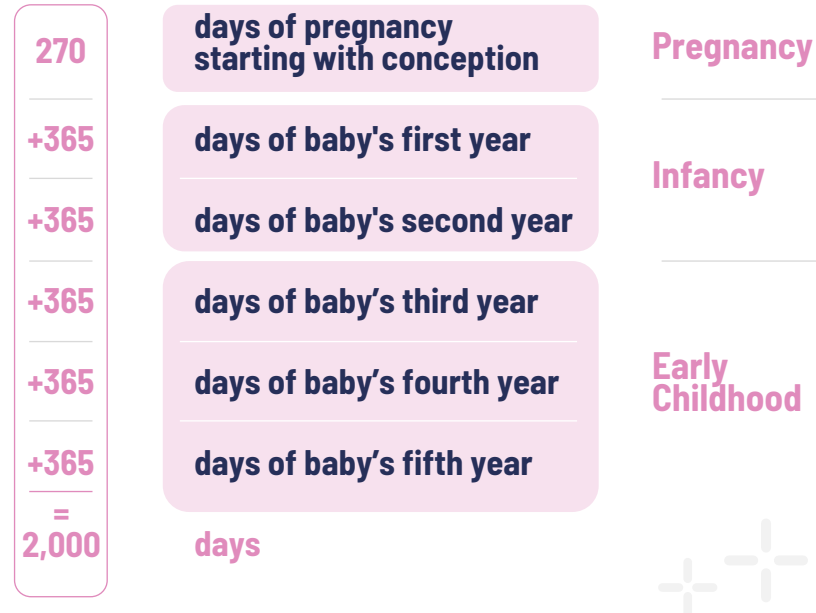 270
days of pregnancy
starting with conception
Pregnancy
+365
days of baby's first year
Infancy
+365
days of baby's second year
+365
days of baby’s third year
+365
days of baby’s fourth year
Early
Childhood
+365
days of baby’s fifth year
=
2,000
days